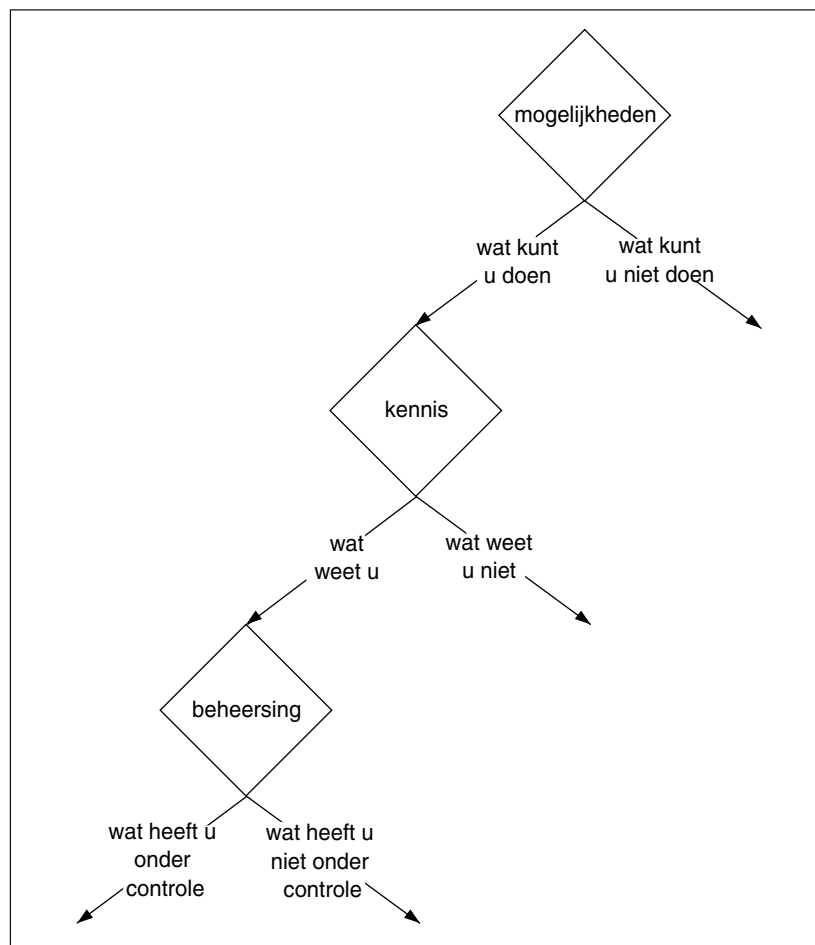 mogelijkheden
wat kunt
u doen
wat kunt
u niet doen
kennis
wat
weet u
wat weet
u niet
beheersing
wat heeft u
onder
controle
wat heeft u
niet onder
controle